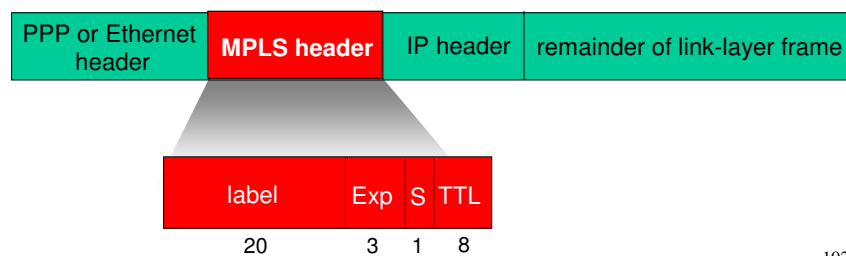 PPP or Ethernet
header
MPLS header
IP header
remainder of link-layer frame
label
Exp
S
TTL
20
3
1
8